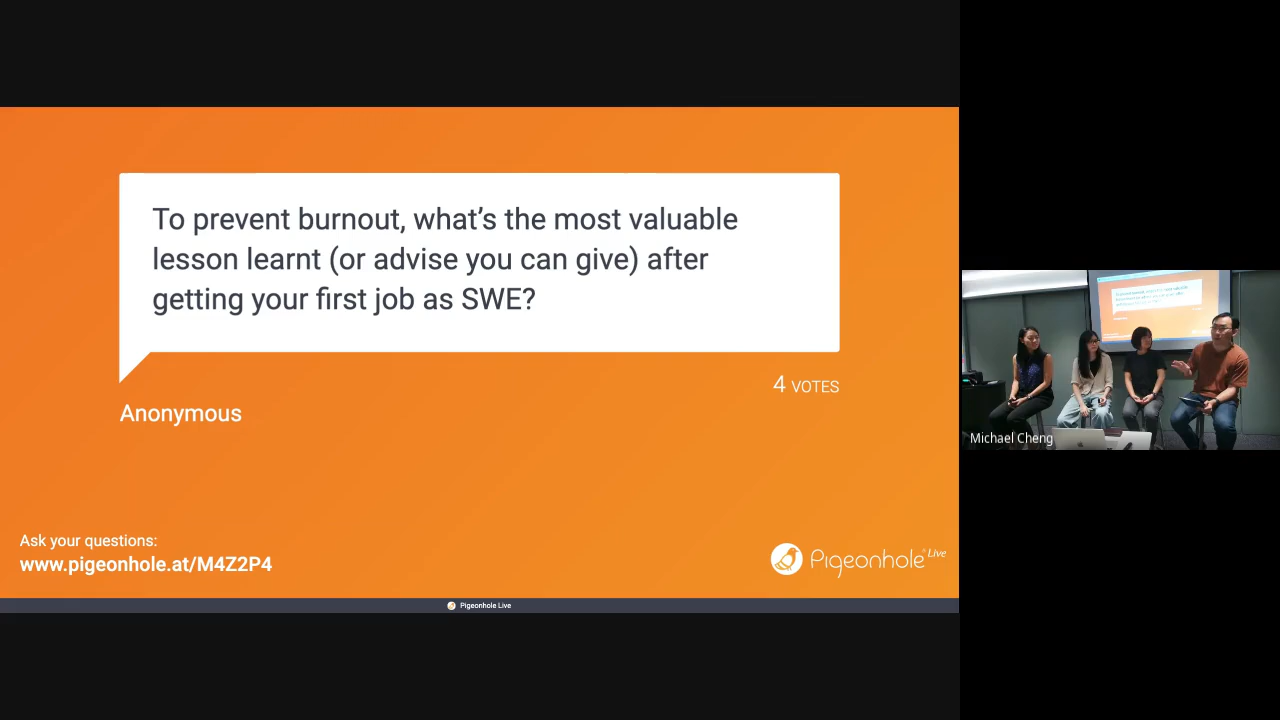 To prevent burnout, what's the most valuable
lesson learnt (or advise you can give) after
getting your first job as SWE?
4 VOTES
Anonymous
Ask your questions:
www.pigeonhole.at/M4Z2P4
Pigeonhole Live
Pigeonhole Live
Michael Cheng